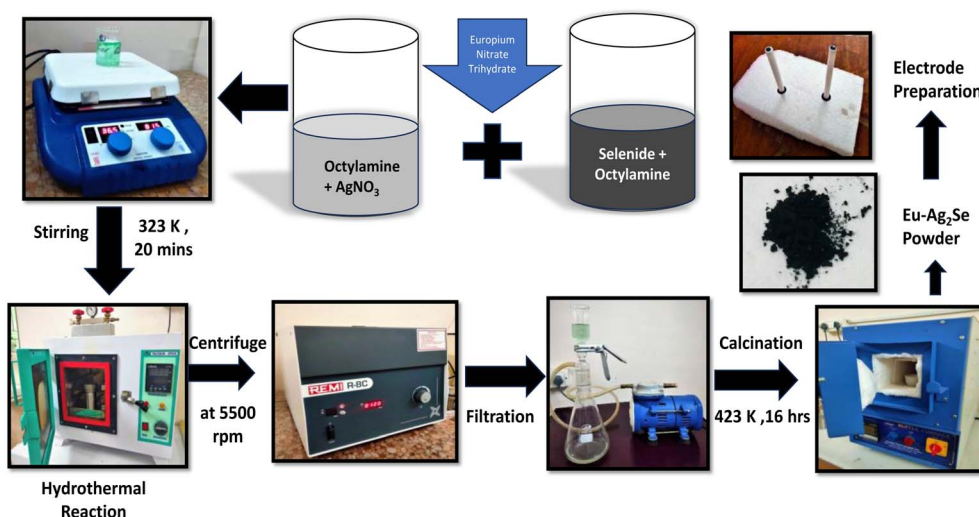 Europium
Nitrate
Trihydrate
Octylamine
+ AgNO₃
Selenide +
Octylamine
Stirring
323 K ,
20 mins
Hydrothermal
Reaction
Centrifuge
at 5500
rpm
REMI R-8C
Filtration
Calcination
423 K ,16 hrs
Eu-Ag₂Se
Powder
Electrode
Preparation